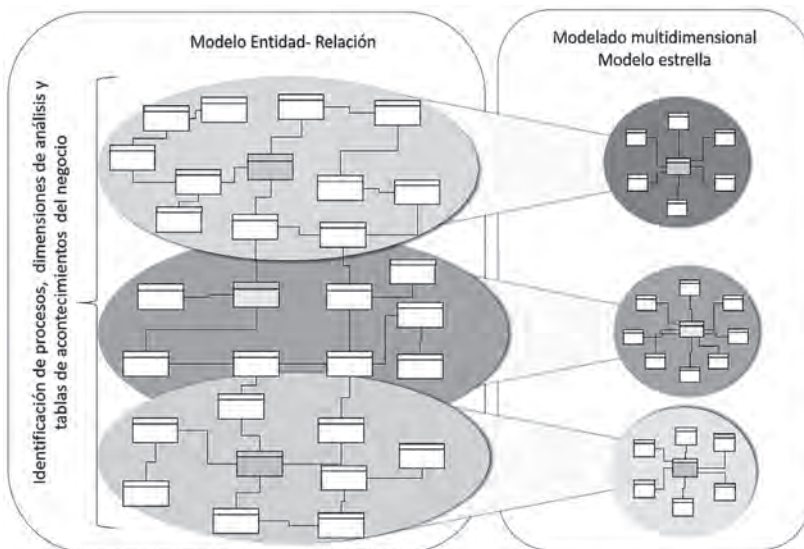 Modelo Entidad- Relación
Modelado multidimensional
Modelo estrella
Identificación de procesos, dimensiones de análisis y
tablas de acontecimientos del negocio